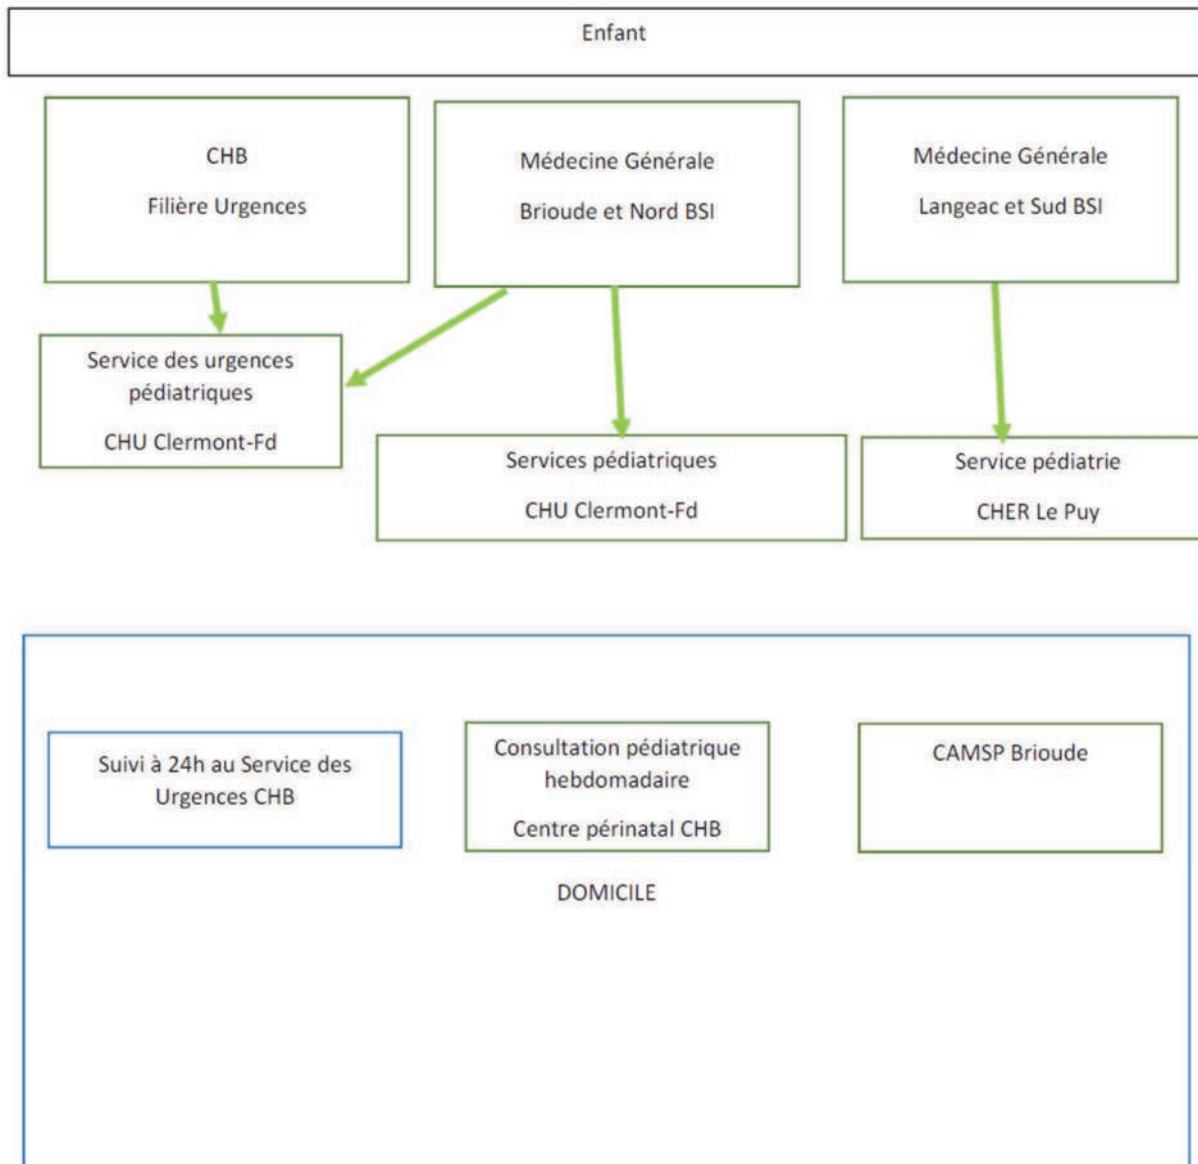 Enfant
CHB
Filière Urgences
Médecine Générale
Brioude et Nord BSI
Médecine Générale
Langeac et Sud BSI
Service des urgences
pédiatriques
CHU Clermont-Fd
Services pédiatriques
CHU Clermont-Fd
Service pédiatrie
CHER Le Puy
Suivi à 24h au Service des
Urgences CHB
Consultation pédiatrique
hebdomadaire
Centre périnatal CHB
CAMSP Brioude
DOMICILE